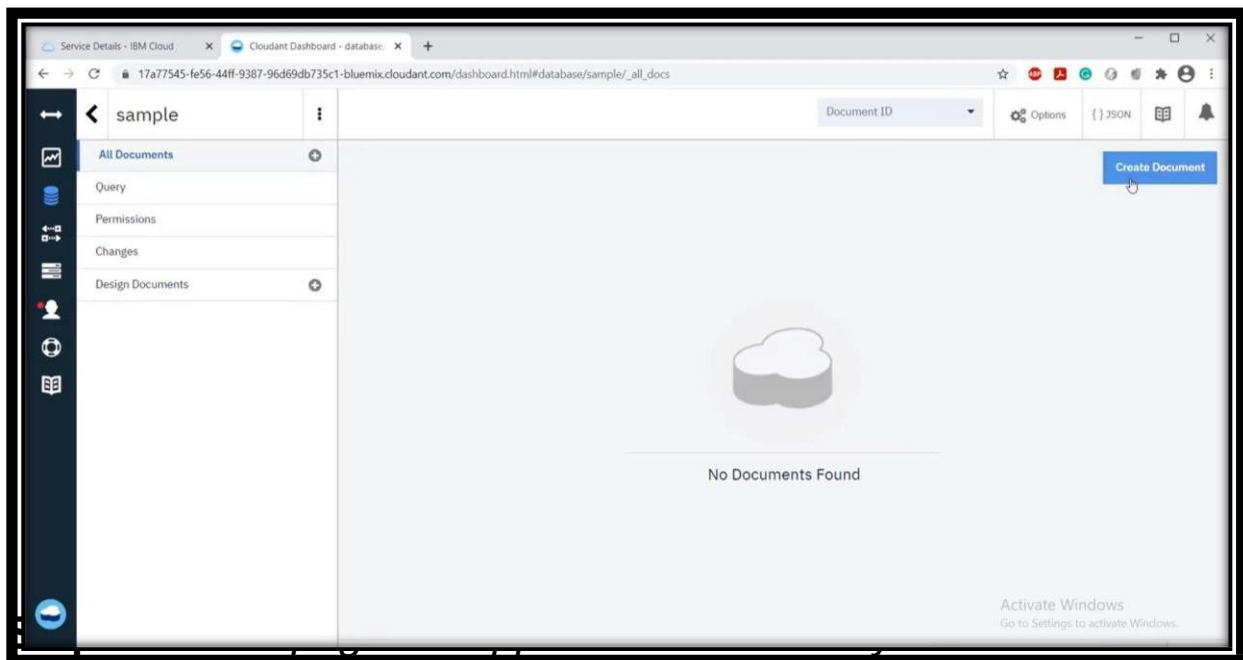 Service Details - IBM Cloud
Cloudant Dashboard - database
17a77545-fe56-44ff-9387-96d69db735c1-bluemix.cloudant.com/dashboard.html#database/sample/_all_docs
ABP
sample
Document ID
Options
{ } JSON
All Documents
Create Document
Query
Permissions
Changes
Design Documents
No Documents Found
Activate Windows
Go to Settings to activate Windows.